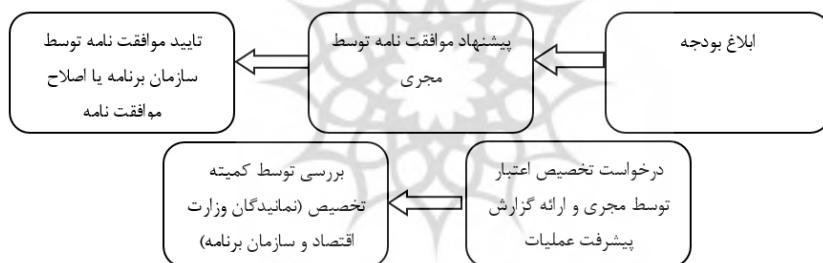 ابلاغ بودجه
پیشنهاد موافقت نامه توسط
مجری
تایید موافقت نامه توسط
سازمان برنامه یا اصلاح
موافقت نامه
درخواست تخصیص اعتبار
توسط مجری و ارائه گزارش
پیشرفت عملیات
بررسی توسط کمیته
تخصیص (نمانیدگان وزارت
اقتصاد و سازمان برنامه)